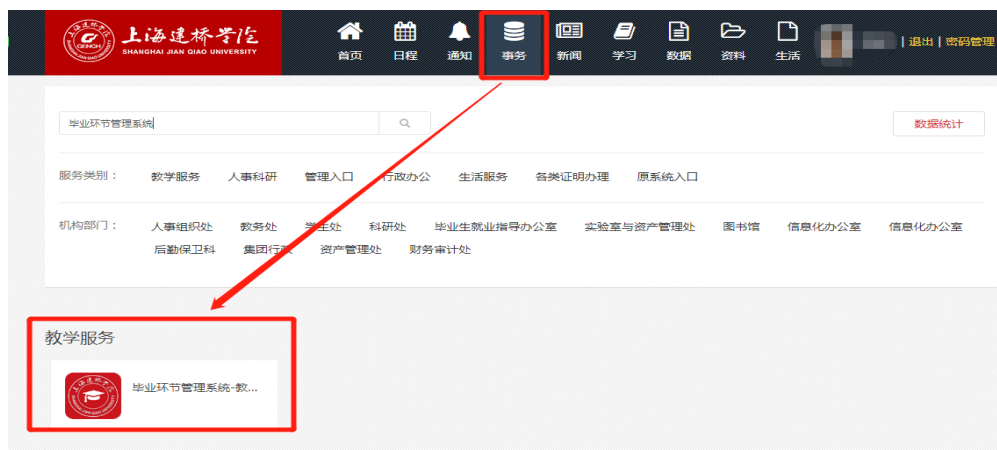 上海建桥学院
SHANGHAI JIAN QIAO UNIVERSITY
首页 日程 通知 事务 新闻 学习 数据 资料 生活 | 退出 | 密码管理
毕业环节管理系统 数据统计
服务类别： 教学服务 人事科研 管理入口 行政办公 生活服务 各类证明办理 原系统入口
机构部门： 人事组织处 教务处 学生处 科研处 毕业生就业指导办公室 实验室与资产管理处 图书馆 信息化办公室 信息化办公室
后勤保卫科 集团行政 资产管理处 财务审计处
教学服务
毕业环节管理系统-教...